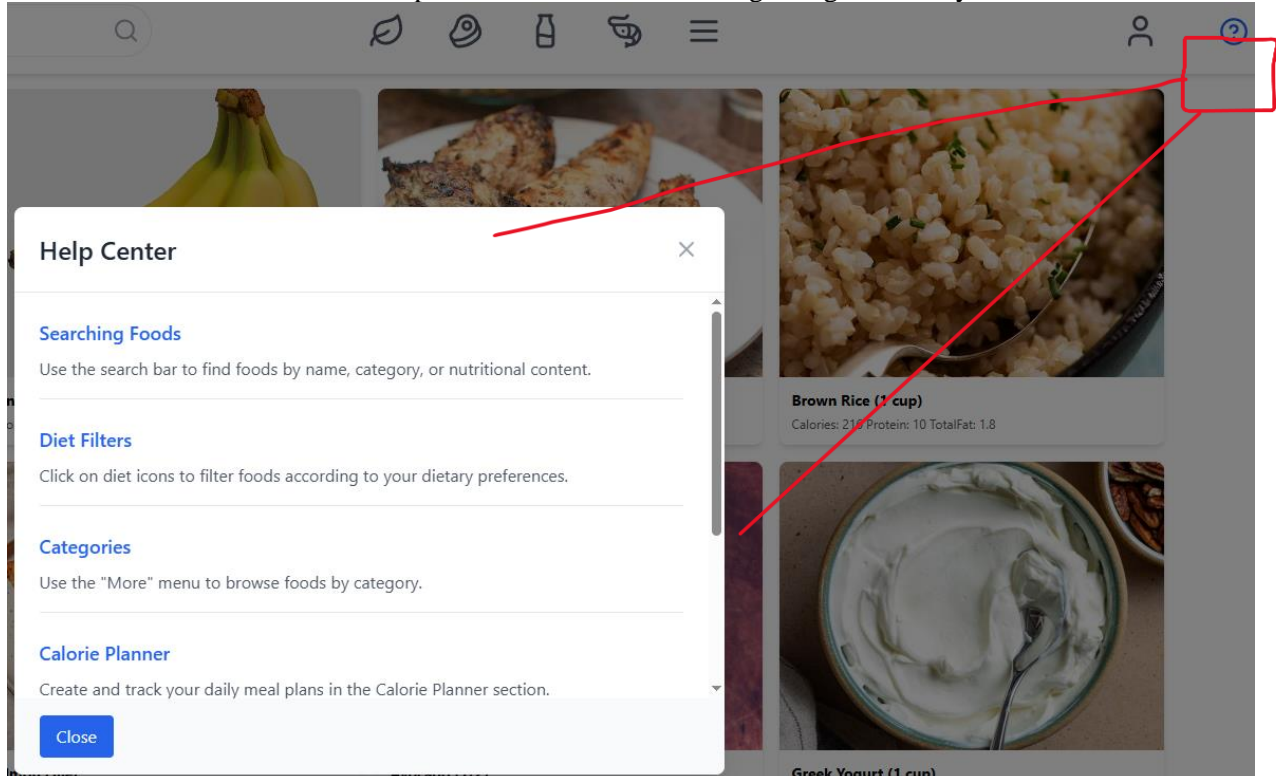 ?
Help Center
Searching Foods
Use the search bar to find foods by name, category, or nutritional content.
Diet Filters
Click on diet icons to filter foods according to your dietary preferences.
Categories
Use the "More" menu to browse foods by category.
Calorie Planner
Create and track your daily meal plans in the Calorie Planner section.
Close
Brown Rice (1 cup)
Calories: 216 Protein: 10 TotalFat: 1.8
Greek Yogurt (1 cup)